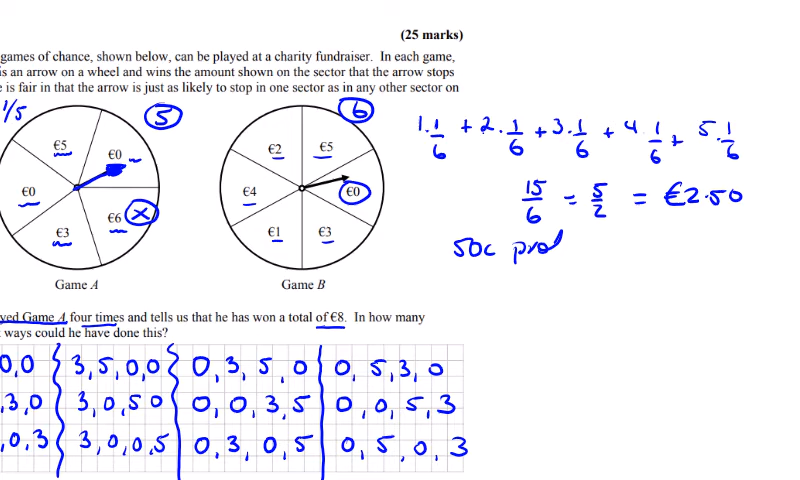 (25 marks)
games of chance, shown below, can be played at a charity fundraiser. In each game,
is an arrow on a wheel and wins the amount shown on the sector that the arrow stops
e is fair in that the arrow is just as likely to stop in one sector as in any other sector on
1/5
5
6
€5
€0
€0
€6
x
€3
€2
€5
€4
€0
€1
€3
Game A
Game B
1 . 1/6 + 2 . 1/6 + 3 . 1/6 + 4 1/6 + 5 . 1/6
15/6 = 5/2 = €2.50
50c prof
yed Game A four times and tells us that he has won a total of €8. In how many
ways could he have done this?
0,0 3,5,0,0 0,3,5,0 0,5,3,0
,3,0 3,0,50 0,0,3,5 0,0,5,3
,0,3 3,0,0,5 0,3,0,5 0,5,0,3